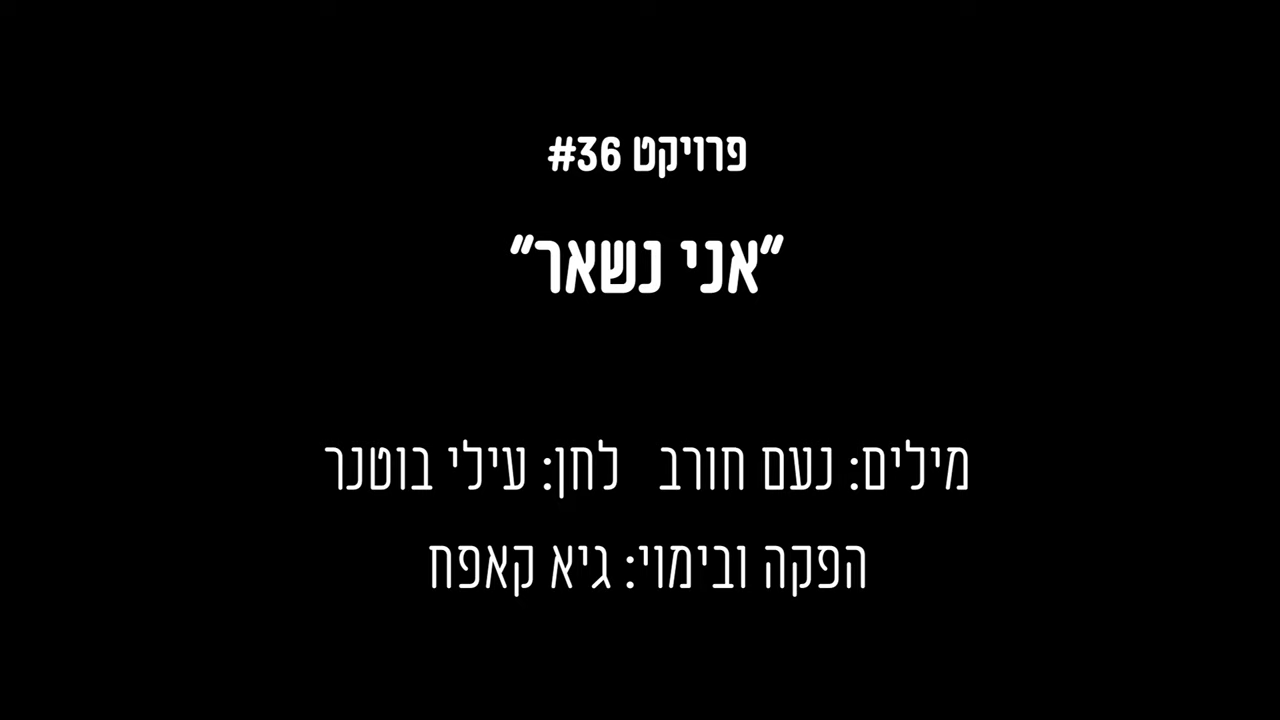 פרויקט 36#
"אני נשאר"
מילים: נעם חורב   לחן: עילי בוטנר
הפקה ובימוי: גיא קאפח